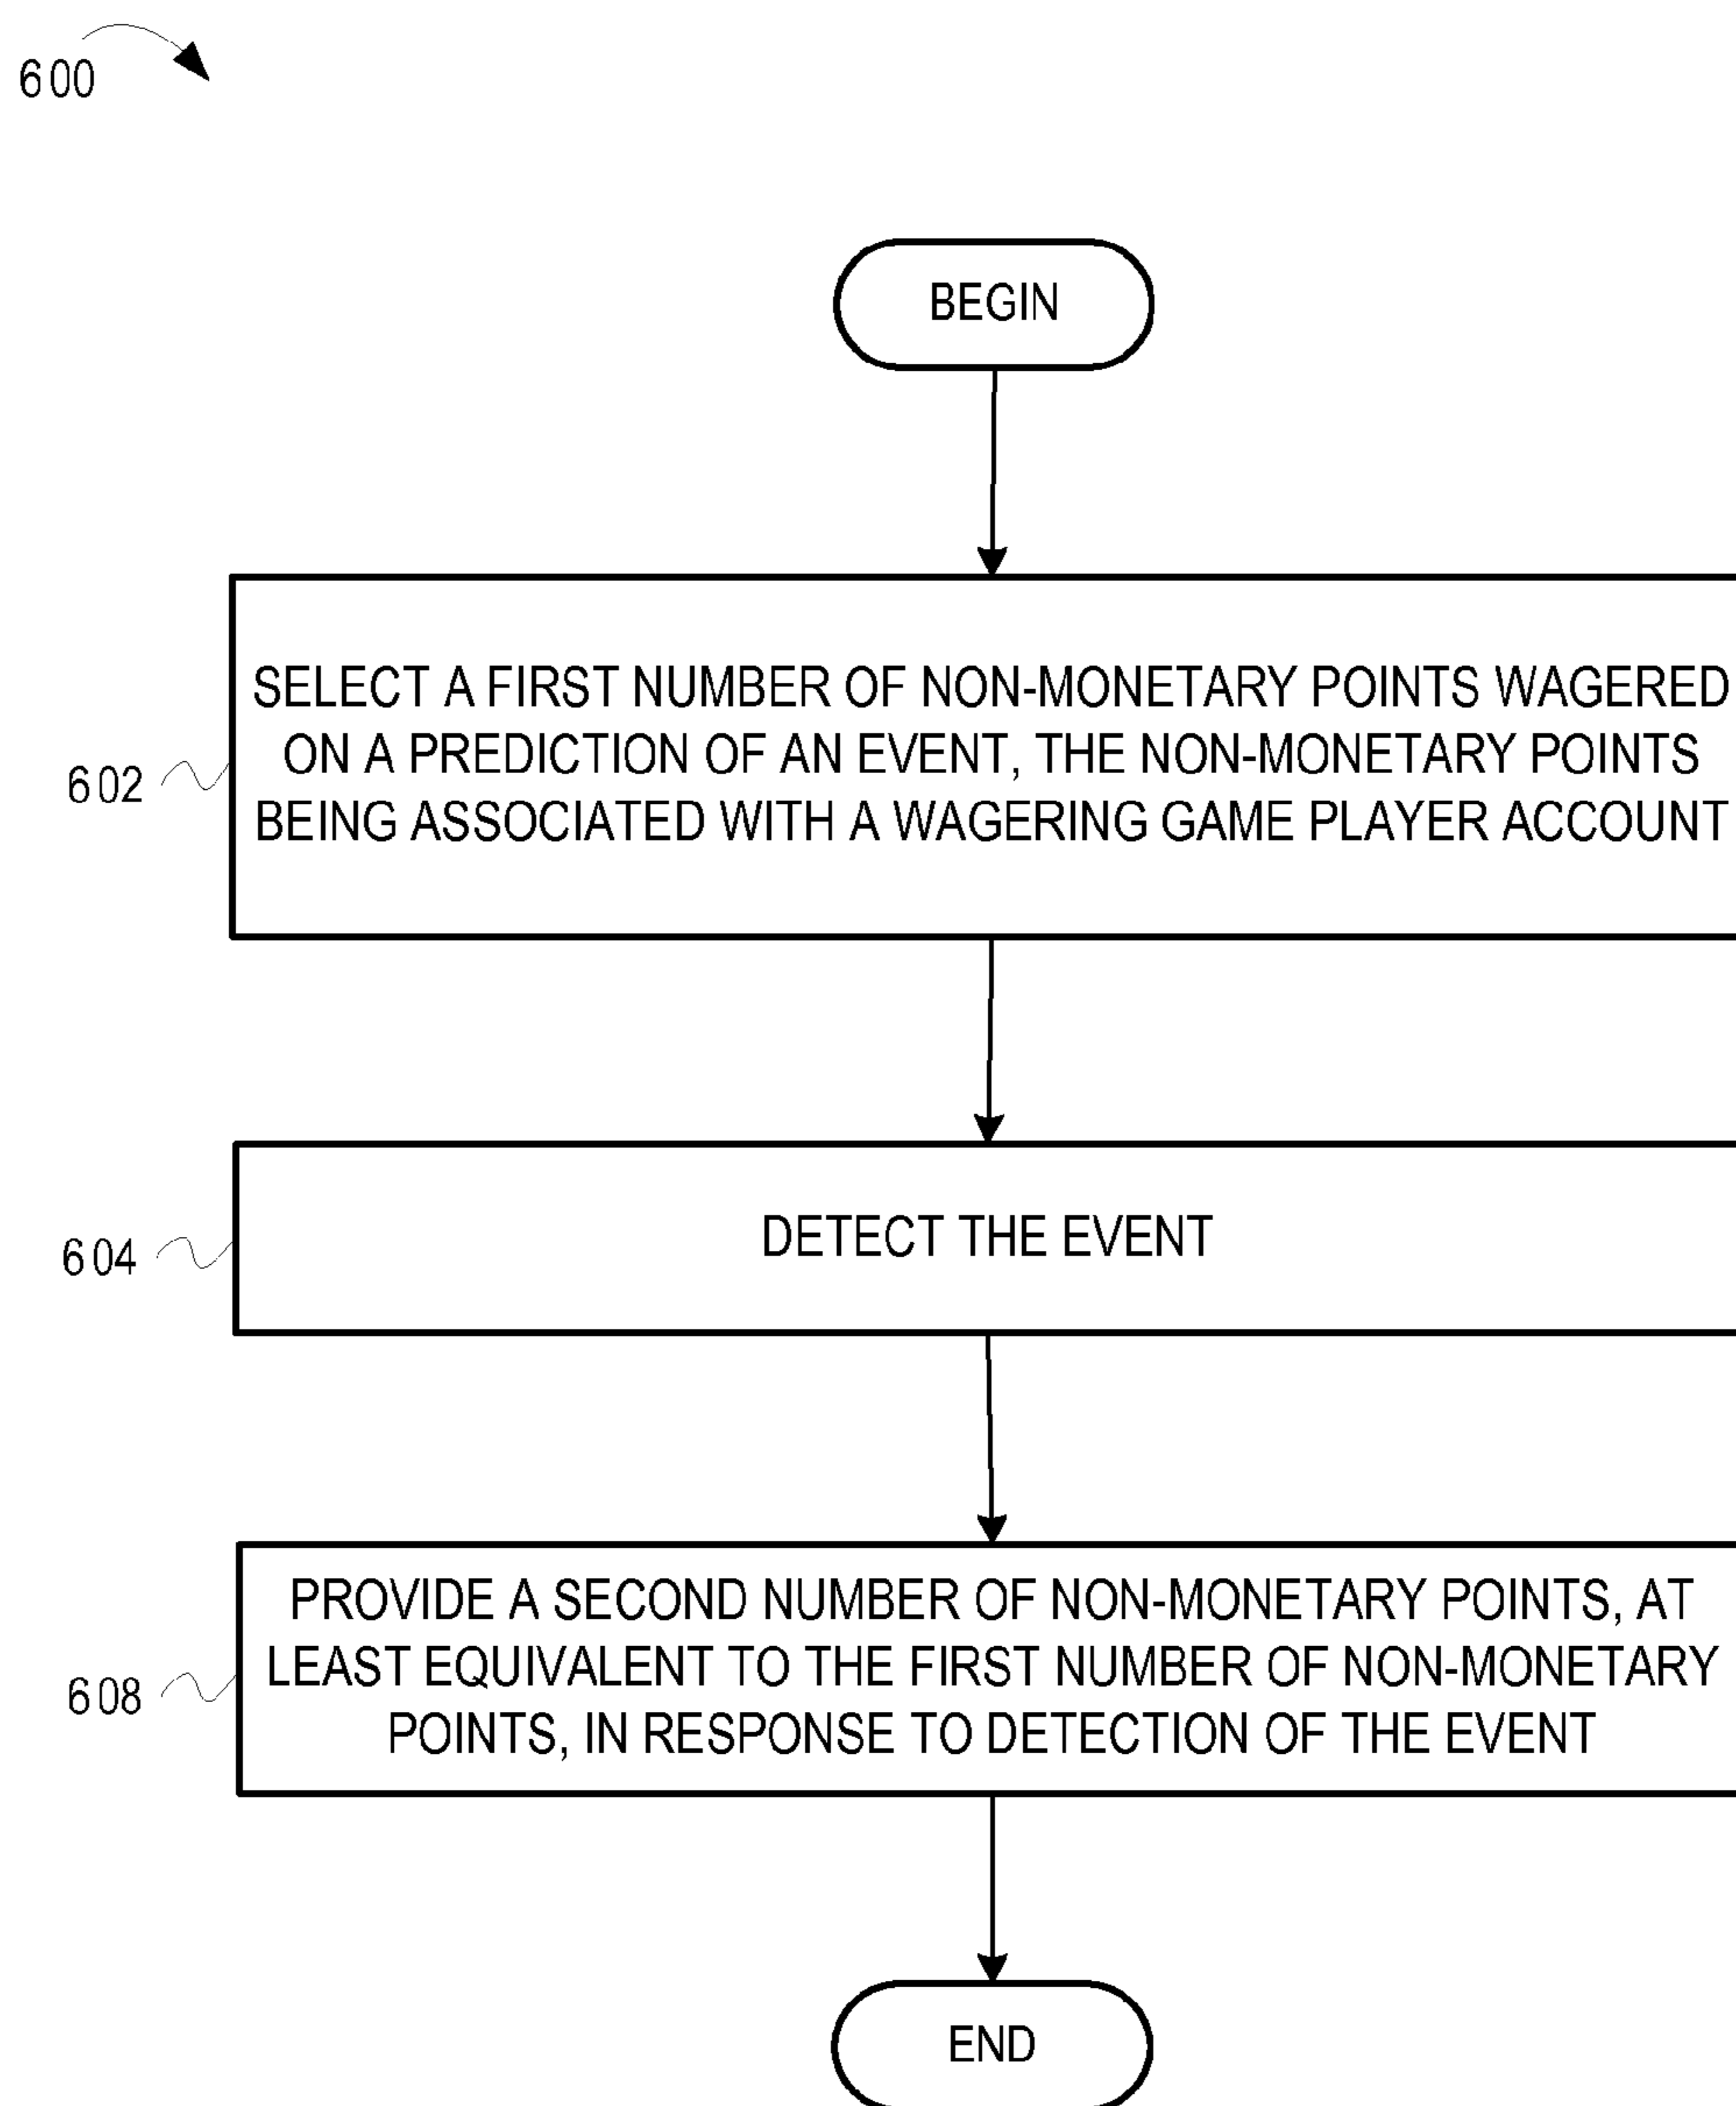 600
BEGIN
SELECT A FIRST NUMBER OF NON-MONETARY POINTS WAGERED
ON A PREDICTION OF AN EVENT, THE NON-MONETARY POINTS
BEING ASSOCIATED WITH A WAGERING GAME PLAYER ACCOUNT
602
DETECT THE EVENT
604
PROVIDE A SECOND NUMBER OF NON-MONETARY POINTS, AT
LEAST EQUIVALENT TO THE FIRST NUMBER OF NON-MONETARY
POINTS, IN RESPONSE TO DETECTION OF THE EVENT
608
END